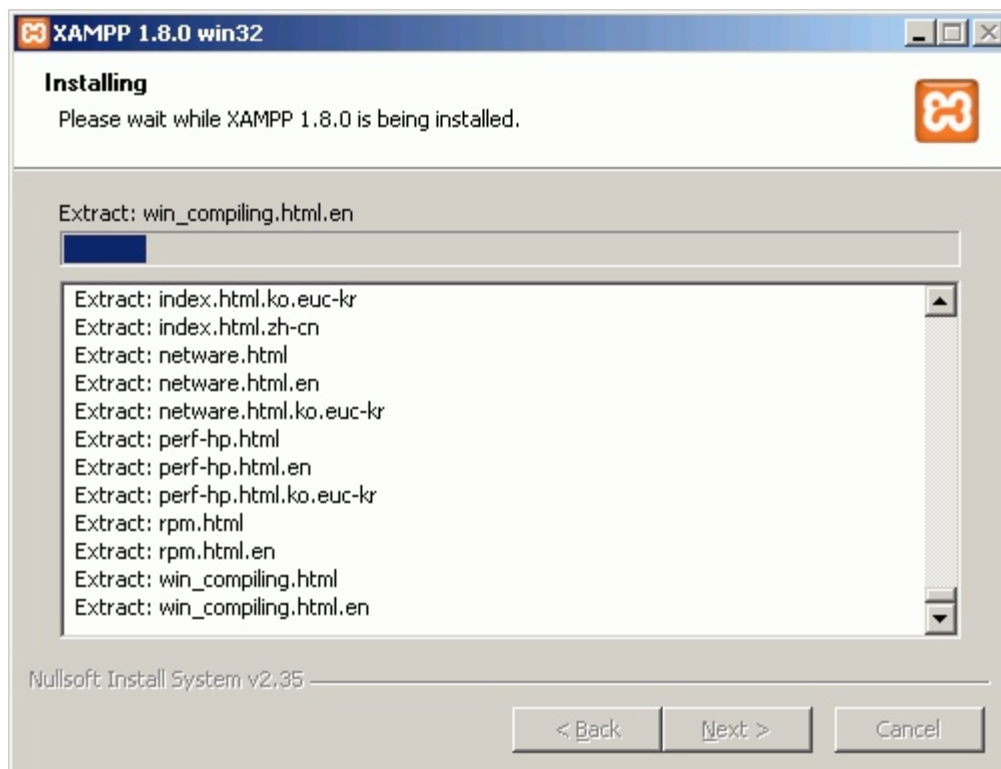 XAMPP 1.8.0 win32
Installing
Please wait while XAMPP 1.8.0 is being installed.
Extract: win_compiling.html.en
Extract: index.html.ko.euc-kr
Extract: index.html.zh-cn
Extract: netware.html
Extract: netware.html.en
Extract: netware.html.ko.euc-kr
Extract: perf-hp.html
Extract: perf-hp.html.en
Extract: perf-hp.html.ko.euc-kr
Extract: rpm.html
Extract: rpm.html.en
Extract: win_compiling.html
Extract: win_compiling.html.en
Nullsoft Install System v2.35
< Back Next > Cancel